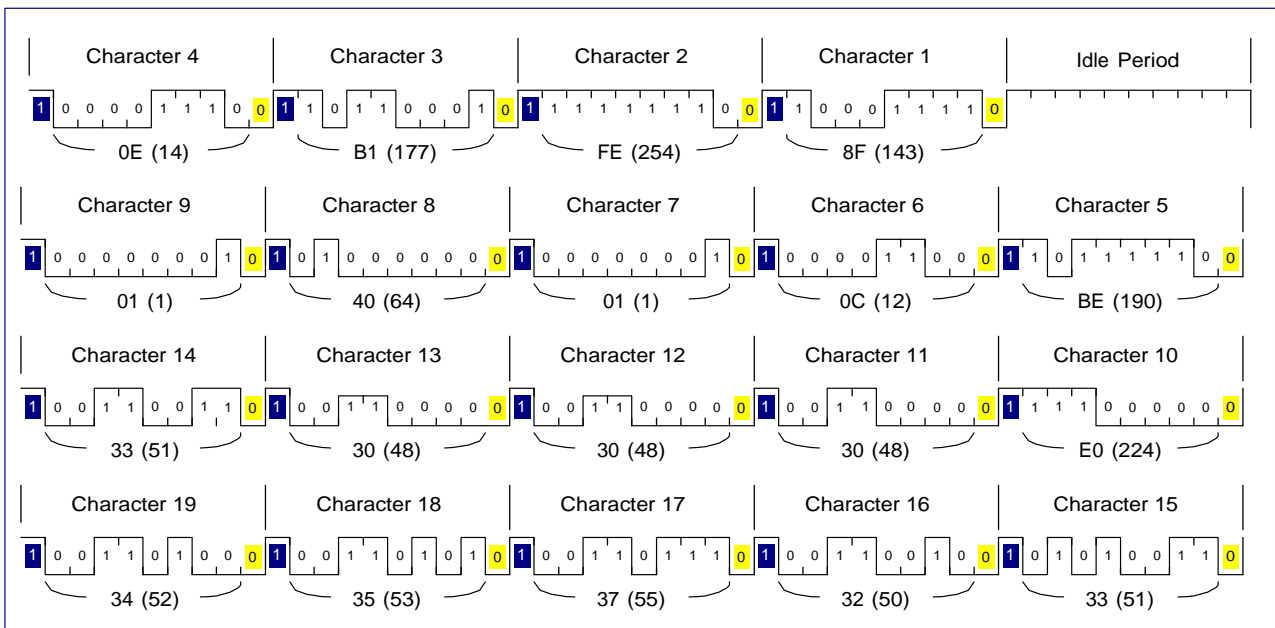 Character 4 Character 3 Character 2 Character 1 Idle Period
1 0 0 0 0 1 1 1 0 0 1 1 0 1 1 0 0 0 1 0 1 1 1 1 1 1 1 1 0 0 1 1 0 0 0 1 1 1 1 0
0E (14) B1 (177) FE (254) 8F (143)
Character 9 Character 8 Character 7 Character 6 Character 5
1 0 0 0 0 0 0 0 1 0 1 0 1 0 0 0 0 0 0 0 1 0 0 0 0 0 0 0 1 0 1 0 0 0 0 1 1 0 0 0 1 1 0 1 1 1 1 1 0 0
01 (1) 40 (64) 01 (1) 0C (12) BE (190)
Character 14 Character 13 Character 12 Character 11 Character 10
1 0 0 1 1 0 0 1 1 0 1 0 0 1 1 0 0 0 0 0 1 0 0 1 1 0 0 0 0 0 1 0 0 1 1 0 0 0 0 0 1 1 1 1 0 0 0 0 0 0
33 (51) 30 (48) 30 (48) 30 (48) E0 (224)
Character 19 Character 18 Character 17 Character 16 Character 15
1 0 0 1 1 0 1 0 0 0 1 0 0 1 1 0 1 0 1 0 1 0 0 1 1 0 1 1 1 0 1 0 0 1 1 0 0 1 0 0 1 0 1 0 1 0 0 1 1 0
34 (52) 35 (53) 37 (55) 32 (50) 33 (51)